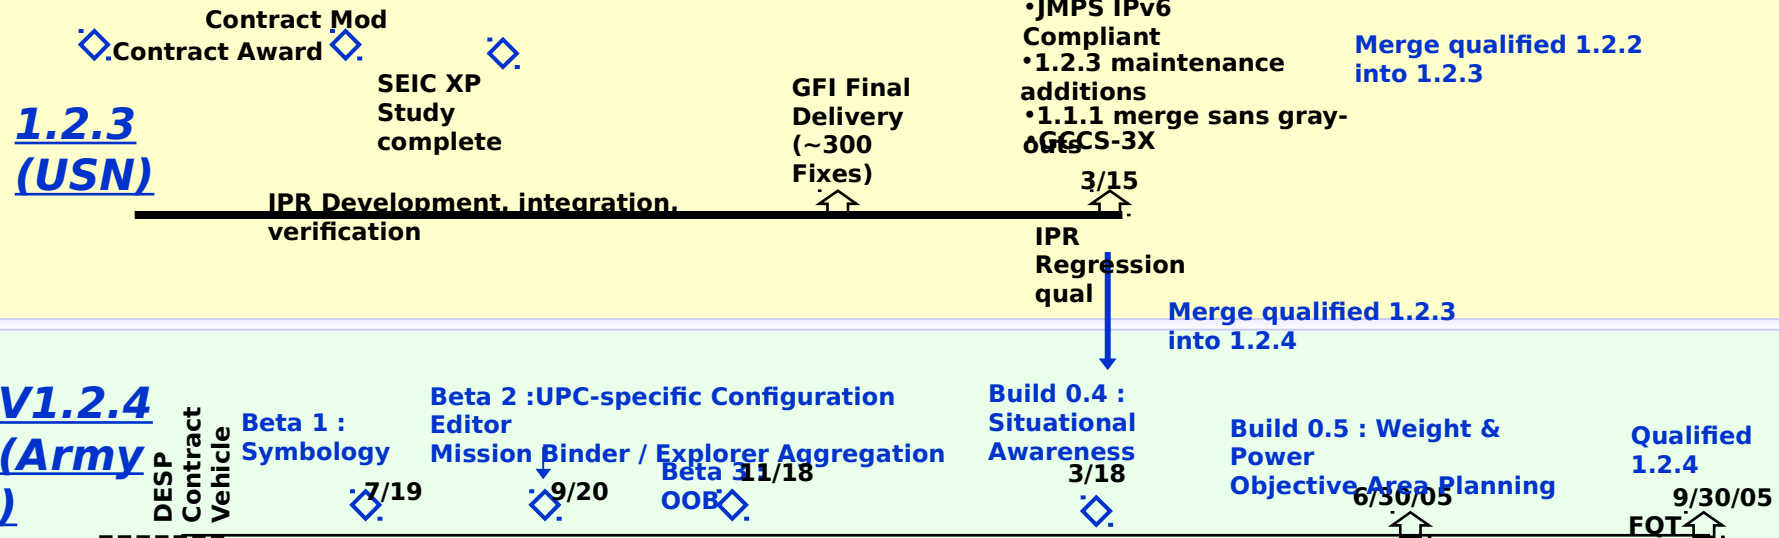 Contract Mod
Contract Award
SEIC XP
Study
complete
GFI Final
Delivery
(~300
Fixes)
•JMPS IPv6
Compliant
•1.2.3 maintenance
additions
•1.1.1 merge sans gray-
outs
•GCCS-3X
3/15
Merge qualified 1.2.2
into 1.2.3
1.2.3
(USN)
IPR Development, integration,
verification
IPR
Regression
qual
Merge qualified 1.2.3
into 1.2.4
V1.2.4
(Army
)
DESP
Contract
Vehicle
Beta 1 :
Symbology
7/19
Beta 2 :UPC-specific Configuration
Editor
Mission Binder / Explorer Aggregation
9/20
Beta 3 :
OOB
11/18
Build 0.4 :
Situational
Awareness
3/18
Build 0.5 : Weight &
Power
Objective Area Planning
6/30/05
Qualified
1.2.4
9/30/05
FQT